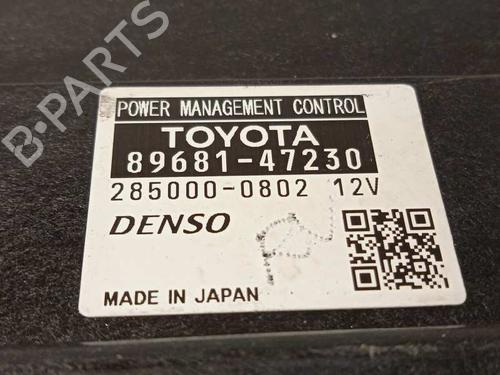 B-PARTS
POWER MANAGEMENT CONTROL
TOYOTA
89681-47230
285000-0802 12V
DENSO
MADE IN JAPAN